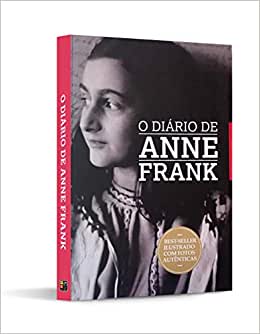 O DIÁRIO DE ANNE FRANK
O DIÁRIO DE
ANNE
FRANK
BEST-SELLER
ILUSTRADO
COM FOTOS
AUTÊNTICAS